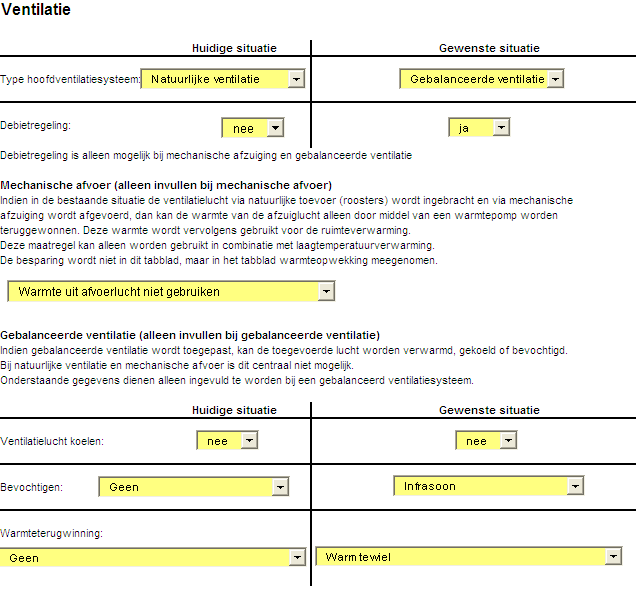 Ventilatie
Huidige situatie Gewenste situatie
Type hoofdventilatiesysteem: Natuurlijke ventilatie Gebalanceerde ventilatie
Debietregeling: nee ja
Debietregeling is alleen mogelijk bij mechanische afzuiging en gebalanceerde ventilatie
Mechanische afvoer (alleen invullen bij mechanische afvoer)
Indien in de bestaande situatie de ventilatielucht via natuurlijke toevoer (roosters) wordt ingebracht en via mechanische
afzuiging wordt afgevoerd, dan kan de warmte van de afzuiglucht alleen door middel van een warmtepomp worden
teruggewonnen. Deze warmte wordt vervolgens gebruikt voor de ruimteverwarming.
Deze maatregel kan alleen worden gebruikt in combinatie met laagtemperatuurverwarming.
De besparing wordt niet in dit tabblad, maar in het tabblad warmteopwekking meegenomen.
Warmte uit afvoerlucht niet gebruiken
Gebalanceerde ventilatie (alleen invullen bij gebalanceerde ventilatie)
Indien gebalanceerde ventilatie wordt toegepast, kan de toegevoerde lucht worden verwarmd, gekoeld of bevochtigd.
Bij natuurlijke ventilatie en mechanische afvoer is dit centraal niet mogelijk.
Onderstaande gegevens dienen alleen ingevuld te worden bij een gebalanceerd ventilatiesysteem.
Huidige situatie Gewenste situatie
Ventilatielucht koelen: nee nee
Bevochtigen: Geen Infrasoon
Warmteterugwinning:
Geen Warmtewiel